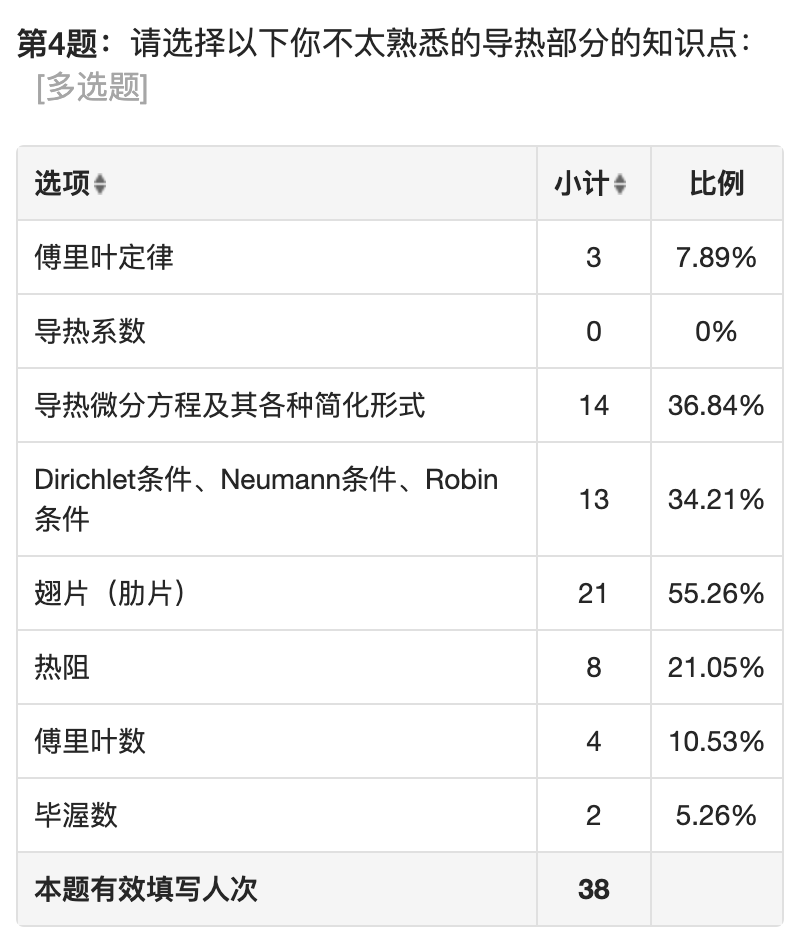 第4题：请选择以下你不太熟悉的导热部分的知识点：
[多选题]
选项 小计 比例
傅里叶定律 3 7.89%
导热系数 0 0%
导热微分方程及其各种简化形式 14 36.84%
Dirichlet条件、Neumann条件、Robin
条件 13 34.21%
翅片（肋片） 21 55.26%
热阻 8 21.05%
傅里叶数 4 10.53%
毕渥数 2 5.26%
本题有效填写人次 38